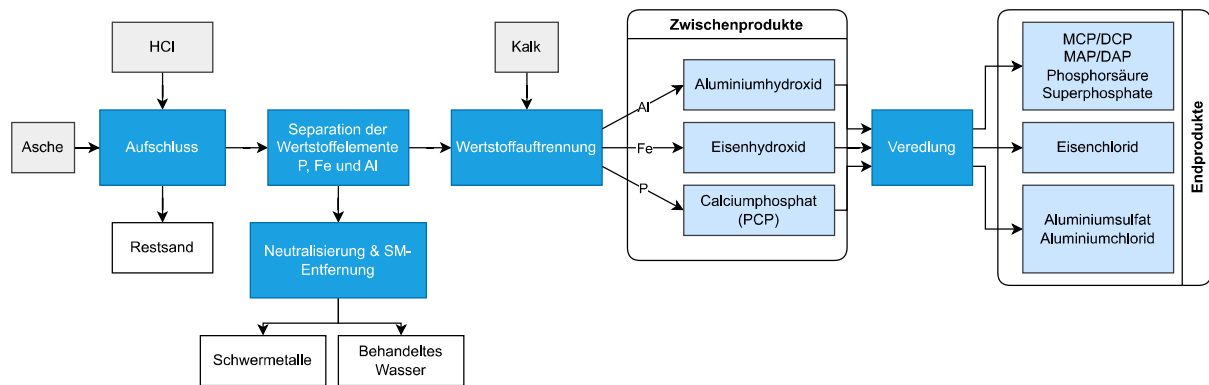 HCl
Kalk
Zwischenprodukte
MCP/DCP
MAP/DAP
Phosphorsäure
Superphosphate
Aluminiumhydroxid
Al
Asche
Aufschluss
Separation der
Wertstoffelemente
P, Fe und Al
Wertstoffauftrennung
Fe
Eisenhydroxid
Veredlung
Eisenchlorid
Endprodukte
P
Calciumphosphat
(PCP)
Aluminiumsulfat
Aluminiumchlorid
Restsand
Neutralisierung & SM-
Entfernung
Schwermetalle
Behandeltes
Wasser